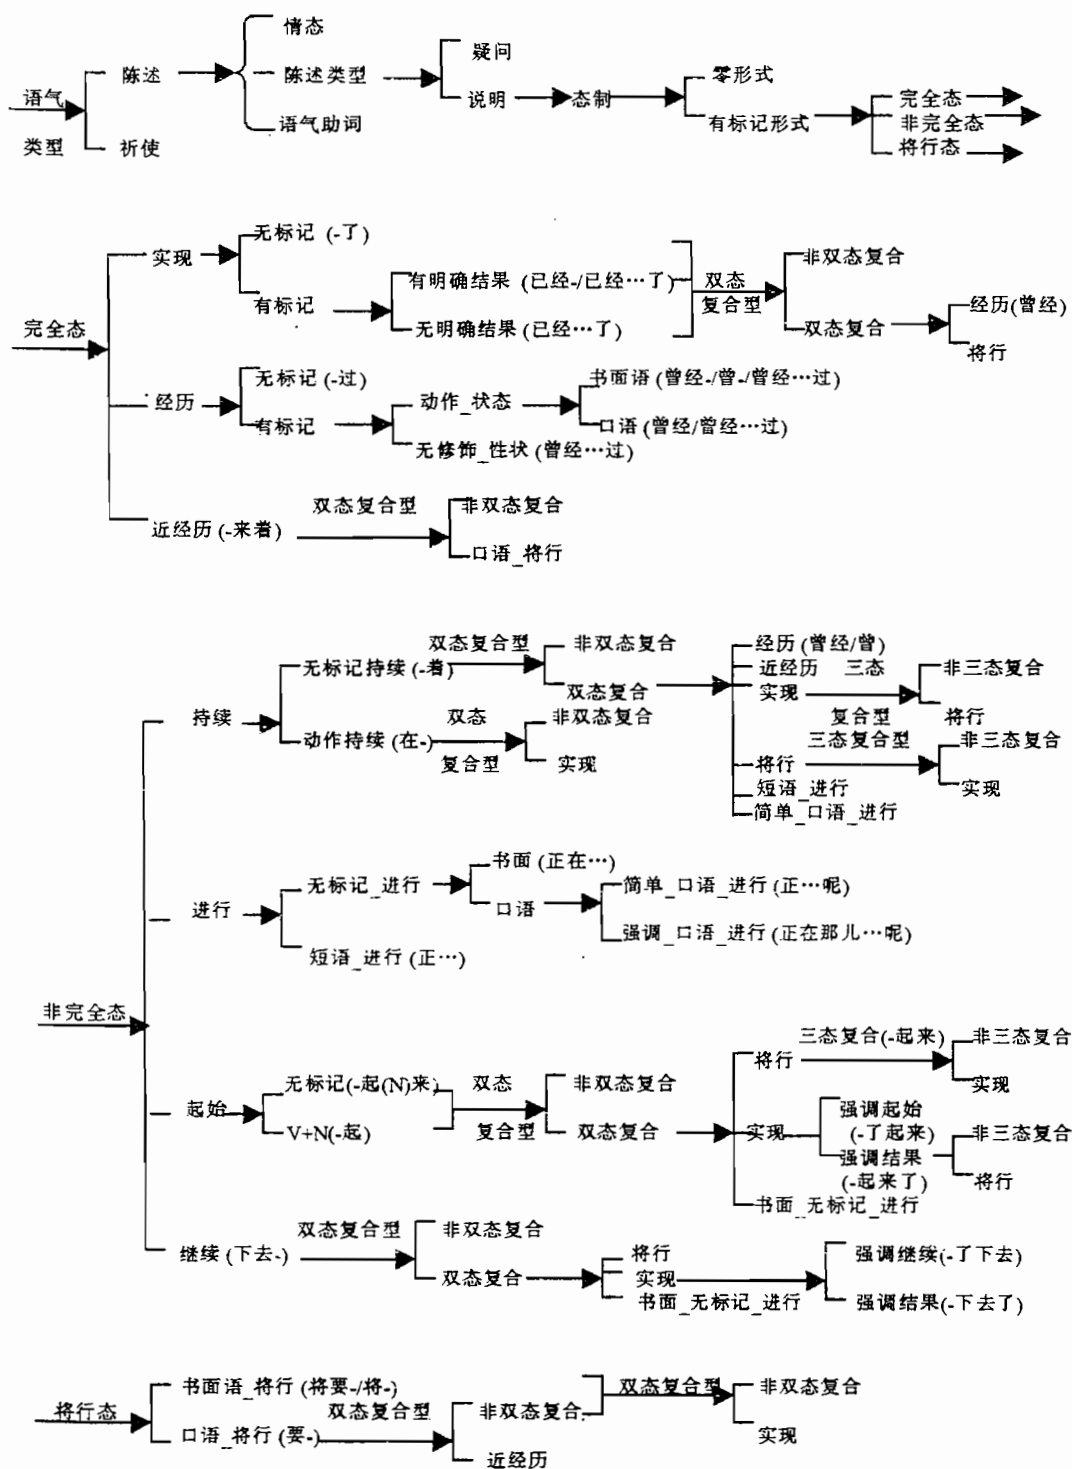 情态
疑问
陈述 陈述类型 零形式
语气 说明 态制 完全态
类型 祈使 语气助词 有标记形式 非完全态
将行态
无标记 (-了)
实现 非双态复合
有明确结果 (已经-/已经…了) 双态
有标记 复合型 经历(曾经)
完全态 无明确结果 (已经…了) 双态复合
将行
无标记 (-过) 书面语 (曾经-/曾-/曾经…过)
经历 动作_状态
有标记 口语 (曾经/曾经…过)
无修饰_性状 (曾经…过)
双态复合型 非双态复合
近经历 (-来着)
口语_将行
双态复合型 非双态复合 经历 (曾经/曾)
无标记持续 (-着) 近经历 三态 非三态复合
双态复合 实现
持续 双态 非双态复合 复合型 将行
动作持续 (在-) 三态复合型 非三态复合
复合型 实现 将行
短语_进行 实现
简单_口语_进行
书面 (正在…)
无标记_进行 简单_口语_进行 (正…呢)
进行 口语
强调_口语_进行 (正在那儿…呢)
短语_进行 (正…)
非完全态
三态复合(-起来) 非三态复合
将行
无标记(-起(N)来) 双态 非双态复合 实现
起始 强调起始
V+N(-起) 复合型 双态复合 实现 (-了起来) 非三态复合
强调结果
(-起来了) 将行
书面_无标记_进行
双态复合型 非双态复合
继续 (下去-) 将行 强调继续(-了下去)
双态复合 实现
书面_无标记_进行 强调结果(-下去了)
书面语_将行 (将要-/将-) 双态复合型 非双态复合
将行态 双态复合型 非双态复合
口语_将行 (要-) 实现
近经历